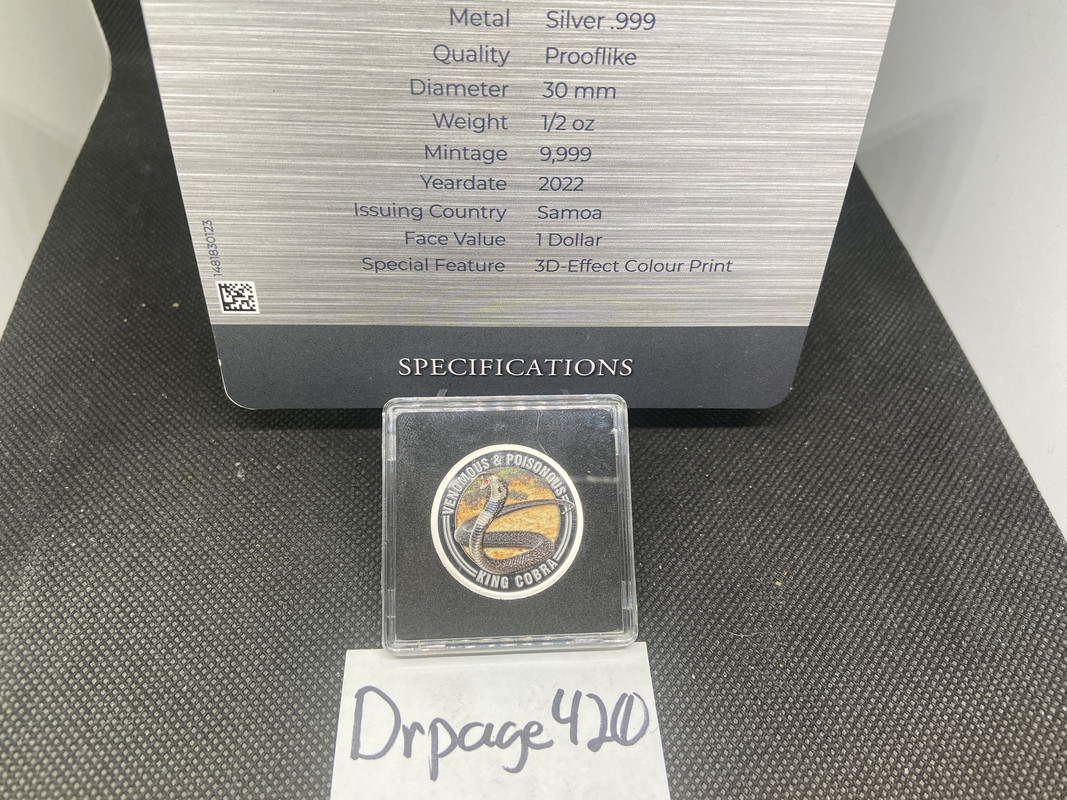 Metal Silver .999
Quality Prooflike
Diameter 30 mm
Weight 1/2 oz
Mintage 9,999
Yeardate 2022
Issuing Country Samoa
Face Value 1 Dollar
Special Feature 3D-Effect Colour Print
1481830123
SPECIFICATIONS
VENOMOUS & POISONOUS
KING COBRA
Drpage420